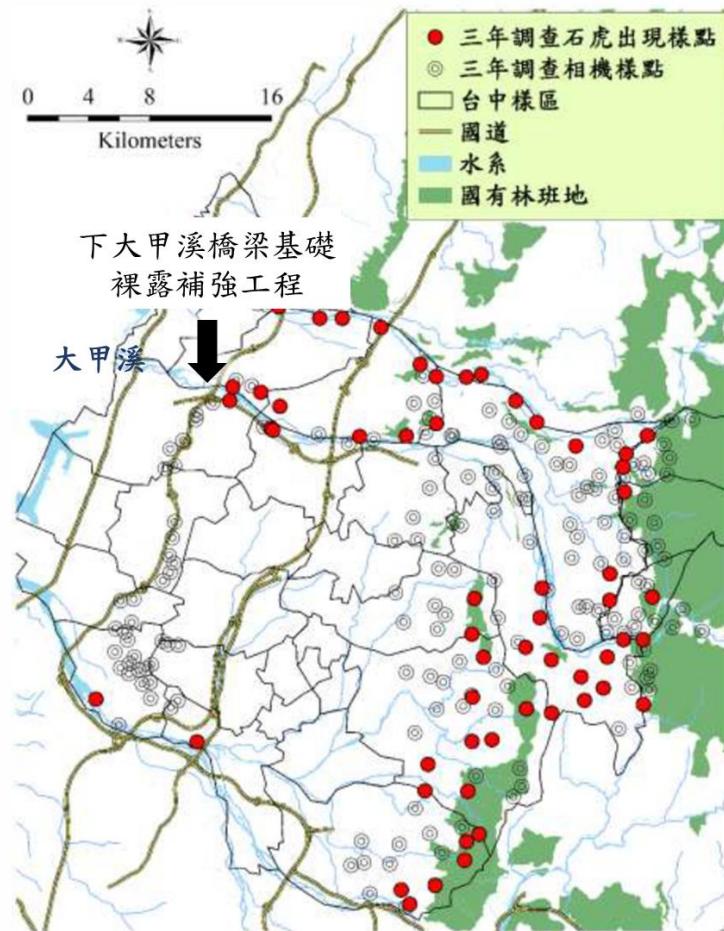 0 4 8 16
Kilometers
三年調查石虎出現樣點
三年調查相機樣點
台中樣區
國道
水系
國有林班地
下大甲溪橋梁基礎
裸露補強工程
大甲溪